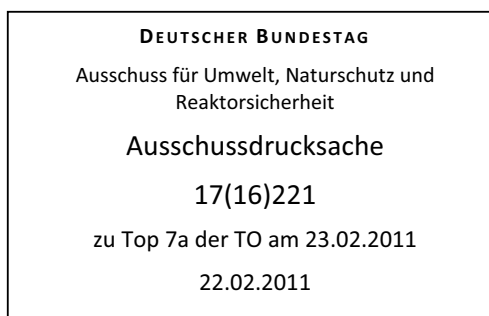 DEUTSCHER BUNDESTAG
Ausschuss für Umwelt, Naturschutz und
Reaktorsicherheit
Ausschussdrucksache
17(16)221
zu Top 7a der TO am 23.02.2011
22.02.2011